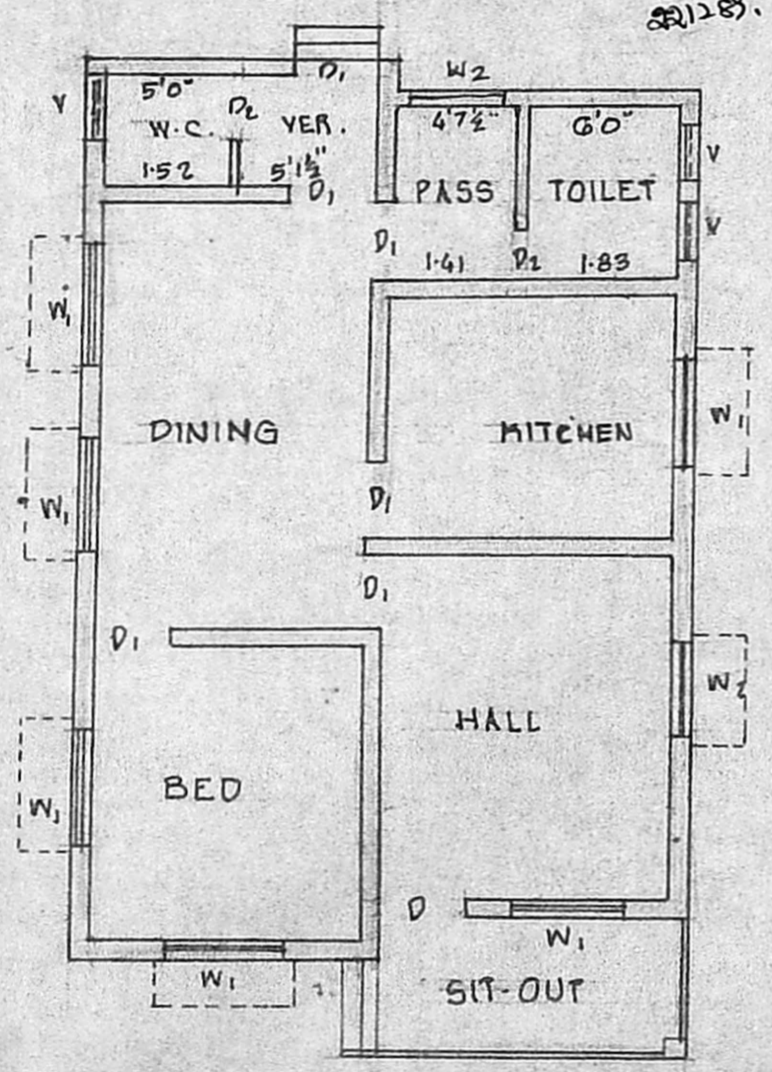 221289.
D1 W2
V 5'0" D2 VER. 4'7½" 6'0"
W.C. V
1.52 5'1½" D1 PASS TOILET
V
D1 1.41 D2 1.83
W1
DINING KITCHEN W1
W1 D1
D1
D1
W2
HALL
BED
W1
D
W1
W1 SIT-OUT